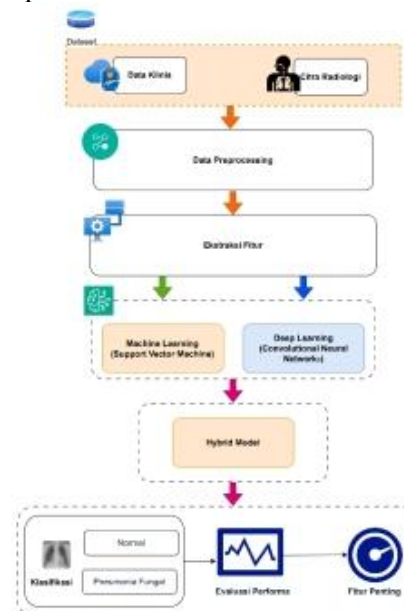 Dataset
Data Klinis
Citra Radiologi
Data Preprocessing
Ekstraksi Fitur
Machine Learning
(Support Vector Machine)
Deep Learning
(Convolutional Neural
Networks)
Hybrid Model
Klasifikasi
Normal
Pneumonia Fungal
Evaluasi Performa
Fitur Penting